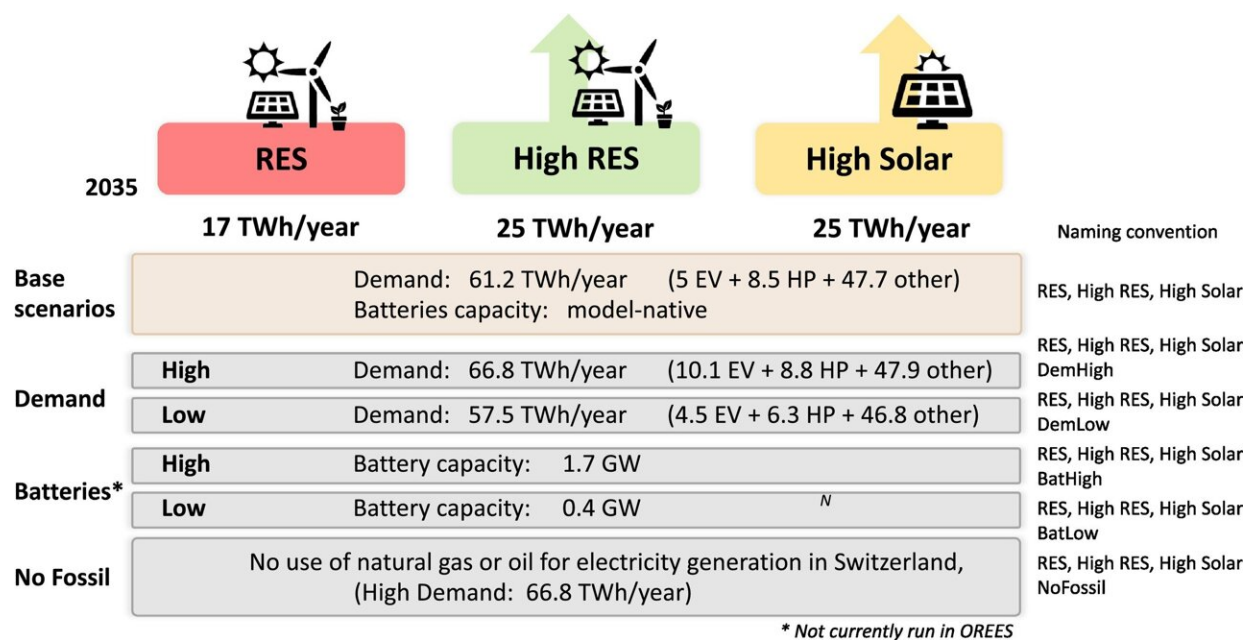 RES
High RES
High Solar
2035
17 TWh/year
25 TWh/year
25 TWh/year
Naming convention
Base
scenarios
Demand: 61.2 TWh/year (5 EV + 8.5 HP + 47.7 other)
Batteries capacity: model-native
RES, High RES, High Solar
Demand
High Demand: 66.8 TWh/year (10.1 EV + 8.8 HP + 47.9 other)
RES, High RES, High Solar
DemHigh
Low Demand: 57.5 TWh/year (4.5 EV + 6.3 HP + 46.8 other)
RES, High RES, High Solar
DemLow
Batteries*
High Battery capacity: 1.7 GW
RES, High RES, High Solar
BatHigh
Low Battery capacity: 0.4 GW N
RES, High RES, High Solar
BatLow
No Fossil
No use of natural gas or oil for electricity generation in Switzerland,
(High Demand: 66.8 TWh/year)
RES, High RES, High Solar
NoFossil
* Not currently run in OREES